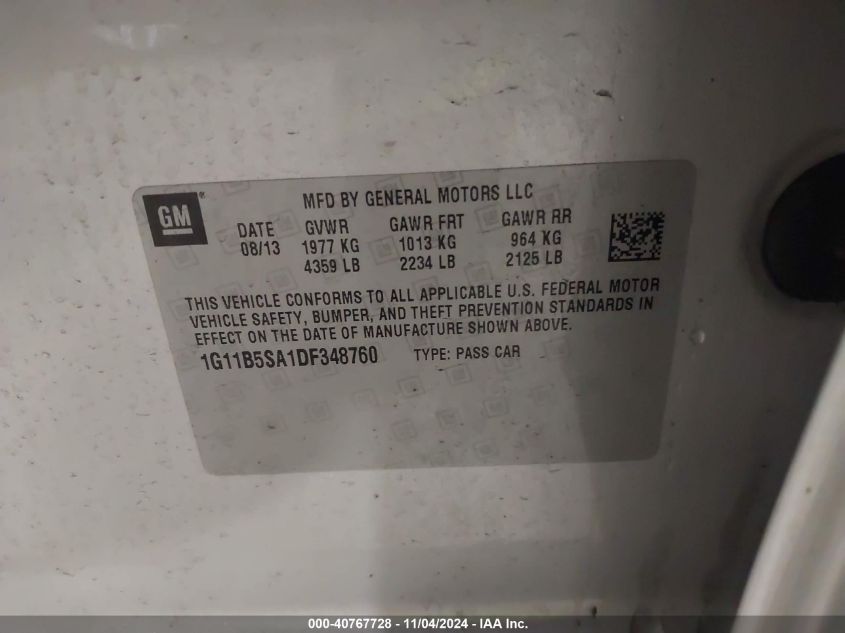 GM®
MFD BY GENERAL MOTORS LLC
DATE GVWR GAWR FRT GAWR RR
08/13 1977 KG 1013 KG 964 KG
4359 LB 2234 LB 2125 LB
THIS VEHICLE CONFORMS TO ALL APPLICABLE U.S. FEDERAL MOTOR
VEHICLE SAFETY, BUMPER, AND THEFT PREVENTION STANDARDS IN
EFFECT ON THE DATE OF MANUFACTURE SHOWN ABOVE.
1G11B5SA1DF348760 TYPE: PASS CAR
000-40767728 - 11/04/2024 - IAA Inc.